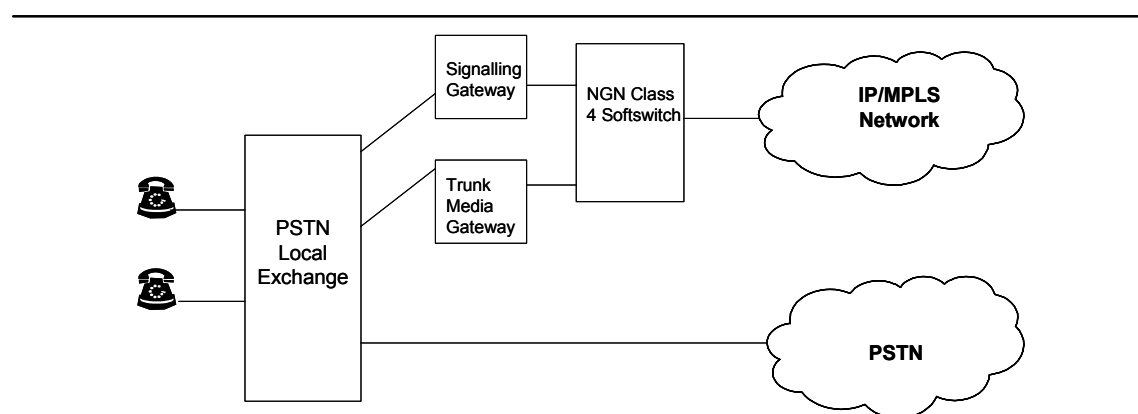 Signalling
Gateway
NGN Class
4 Softswitch
IP/MPLS
Network
Trunk
Media
Gateway
PSTN
Local
Exchange
PSTN